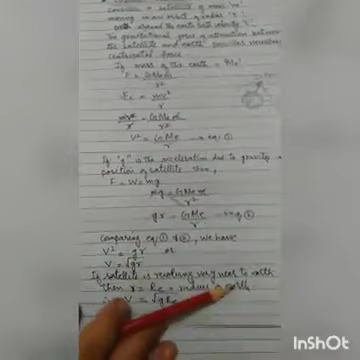 consider a satellite of mass 'm'
moving in an orbit of radius 'r'
around the earth with velocity
The gravitational force of attraction between
the satellite and earth provides necessary
centripetal force.
If mass of the earth = Me
F = GMem/r²
Fc = mv²/r
mv²/r = GMem/r²
V² = GMe/r → eq. ①
If "g" is the acceleration due to gravity
position of satellite then,
F = W = mg
mg = GMem/r²
gr = GMe/r → eq ②
Comparing eq ① & ②, we have
V² = gr or
V = √gr
If satellite is revolving very near to earth
then r = Re = radius of earth
V = √gRe
InShOt